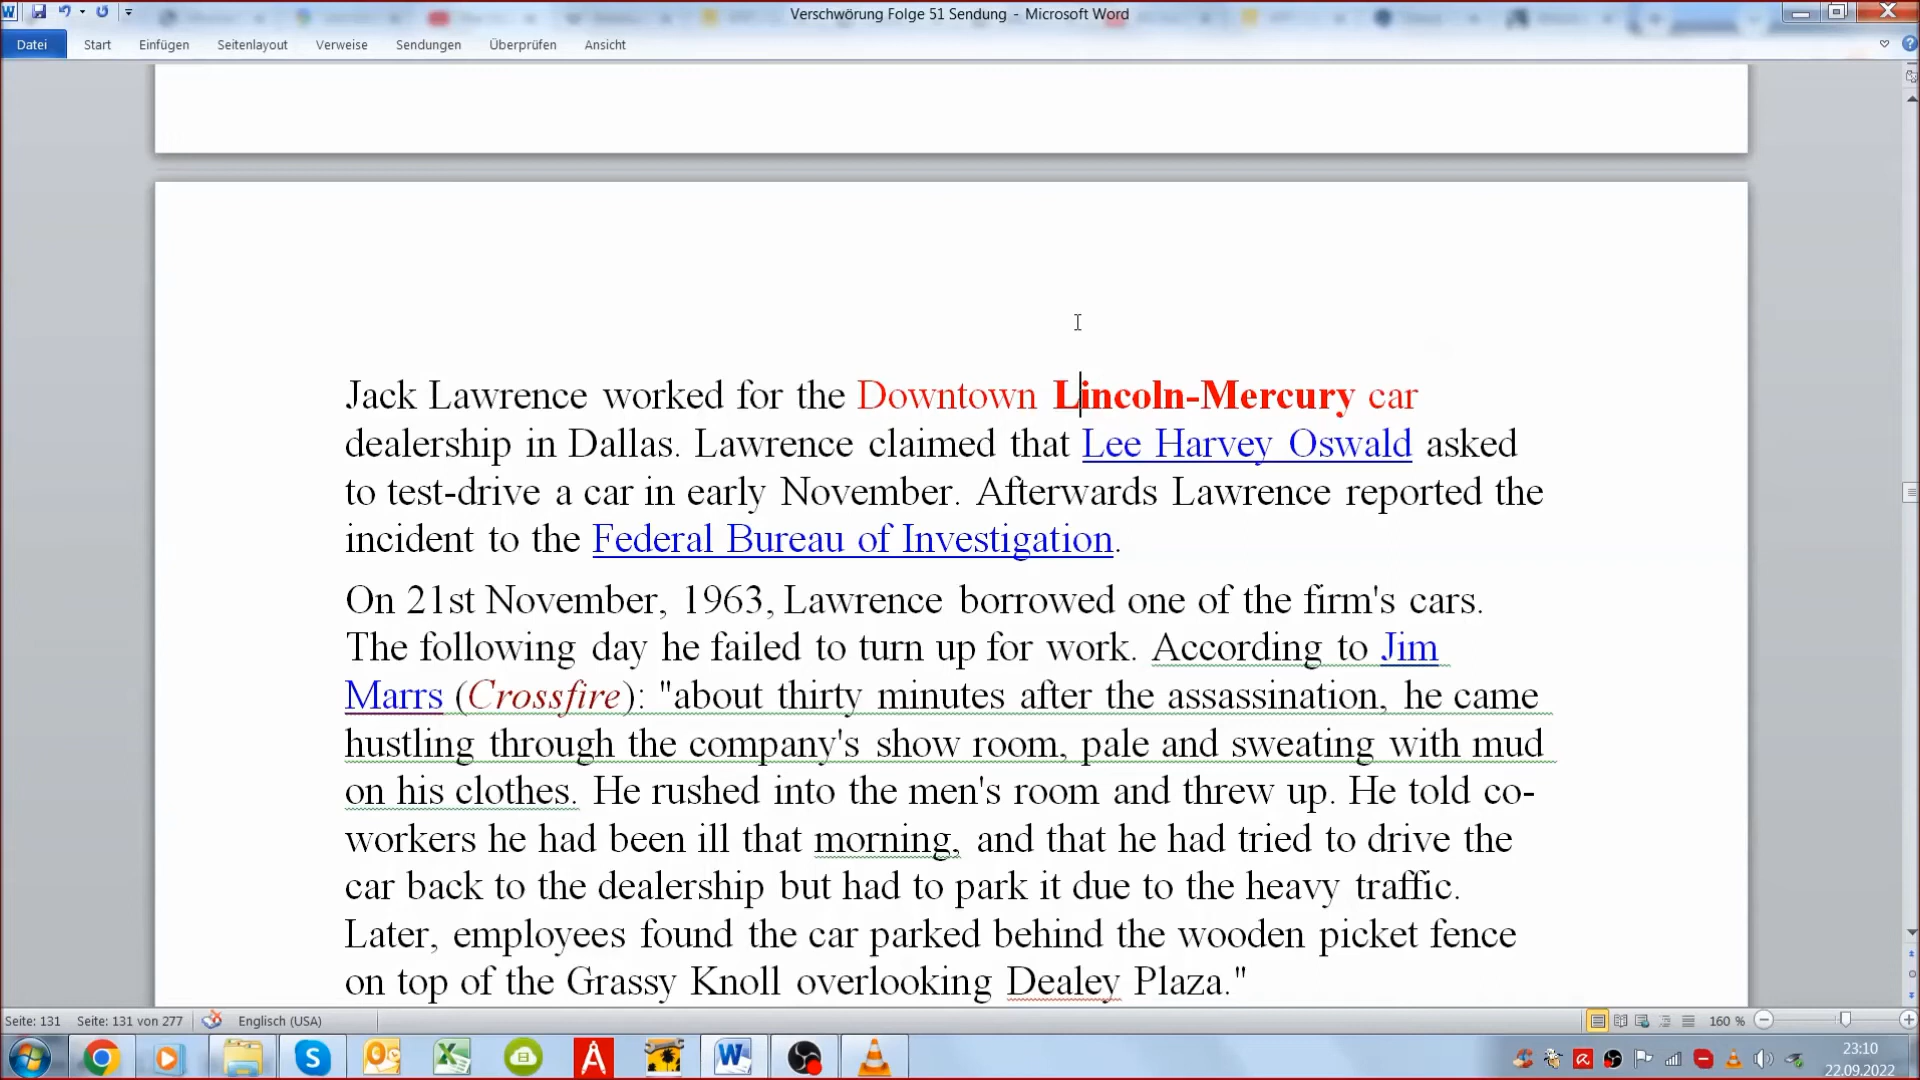 Verschwörung Folge 51 Sendung - Microsoft Word
Datei Start Einfügen Seitenlayout Verweise Sendungen Überprüfen Ansicht
Jack Lawrence worked for the Downtown Lincoln-Mercury car
dealership in Dallas. Lawrence claimed that Lee Harvey Oswald asked
to test-drive a car in early November. Afterwards Lawrence reported the
incident to the Federal Bureau of Investigation.
On 21st November, 1963, Lawrence borrowed one of the firm's cars.
The following day he failed to turn up for work. According to Jim
Marrs (Crossfire): "about thirty minutes after the assassination, he came
hustling through the company's show room, pale and sweating with mud
on his clothes. He rushed into the men's room and threw up. He told co-
workers he had been ill that morning, and that he had tried to drive the
car back to the dealership but had to park it due to the heavy traffic.
Later, employees found the car parked behind the wooden picket fence
on top of the Grassy Knoll overlooking Dealey Plaza."
Seite: 131 Seite: 131 von 277 Englisch (USA) 160 %
23:10
22.09.2022